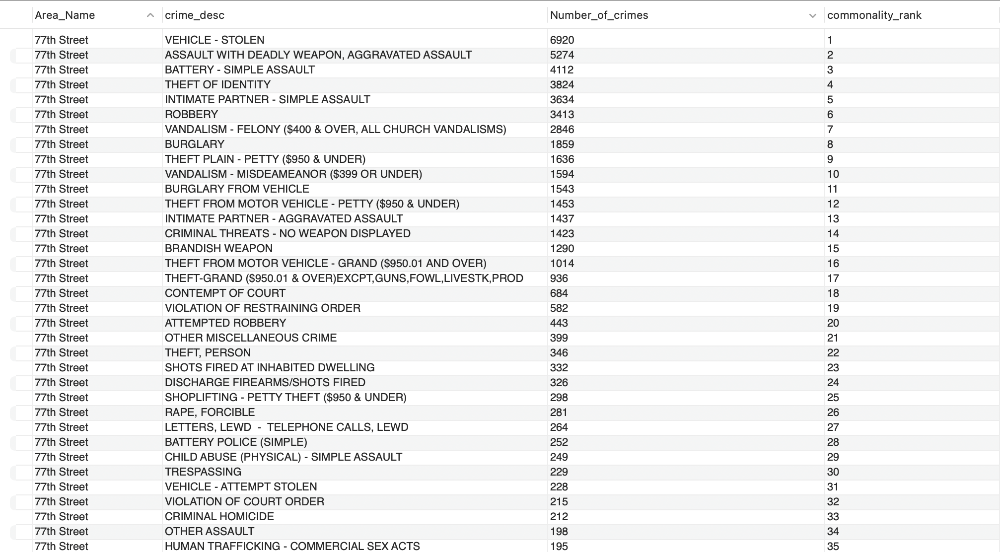 Area_Name crime_desc Number_of_crimes commonality_rank
77th Street VEHICLE - STOLEN 6920 1
77th Street ASSAULT WITH DEADLY WEAPON, AGGRAVATED ASSAULT 5274 2
77th Street BATTERY - SIMPLE ASSAULT 4112 3
77th Street THEFT OF IDENTITY 3824 4
77th Street INTIMATE PARTNER - SIMPLE ASSAULT 3634 5
77th Street ROBBERY 3413 6
77th Street VANDALISM - FELONY ($400 & OVER, ALL CHURCH VANDALISMS) 2846 7
77th Street BURGLARY 1859 8
77th Street THEFT PLAIN - PETTY ($950 & UNDER) 1636 9
77th Street VANDALISM - MISDEAMEANOR ($399 OR UNDER) 1594 10
77th Street BURGLARY FROM VEHICLE 1543 11
77th Street THEFT FROM MOTOR VEHICLE - PETTY ($950 & UNDER) 1453 12
77th Street INTIMATE PARTNER - AGGRAVATED ASSAULT 1437 13
77th Street CRIMINAL THREATS - NO WEAPON DISPLAYED 1423 14
77th Street BRANDISH WEAPON 1290 15
77th Street THEFT FROM MOTOR VEHICLE - GRAND ($950.01 AND OVER) 1014 16
77th Street THEFT-GRAND ($950.01 & OVER)EXCPT,GUNS,FOWL,LIVESTK,PROD 936 17
77th Street CONTEMPT OF COURT 684 18
77th Street VIOLATION OF RESTRAINING ORDER 582 19
77th Street ATTEMPTED ROBBERY 443 20
77th Street OTHER MISCELLANEOUS CRIME 399 21
77th Street THEFT, PERSON 346 22
77th Street SHOTS FIRED AT INHABITED DWELLING 332 23
77th Street DISCHARGE FIREARMS/SHOTS FIRED 326 24
77th Street SHOPLIFTING - PETTY THEFT ($950 & UNDER) 298 25
77th Street RAPE, FORCIBLE 281 26
77th Street LETTERS, LEWD  -  TELEPHONE CALLS, LEWD 264 27
77th Street BATTERY POLICE (SIMPLE) 252 28
77th Street CHILD ABUSE (PHYSICAL) - SIMPLE ASSAULT 249 29
77th Street TRESPASSING 229 30
77th Street VEHICLE - ATTEMPT STOLEN 228 31
77th Street VIOLATION OF COURT ORDER 215 32
77th Street CRIMINAL HOMICIDE 212 33
77th Street OTHER ASSAULT 198 34
77th Street HUMAN TRAFFICKING - COMMERCIAL SEX ACTS 195 35